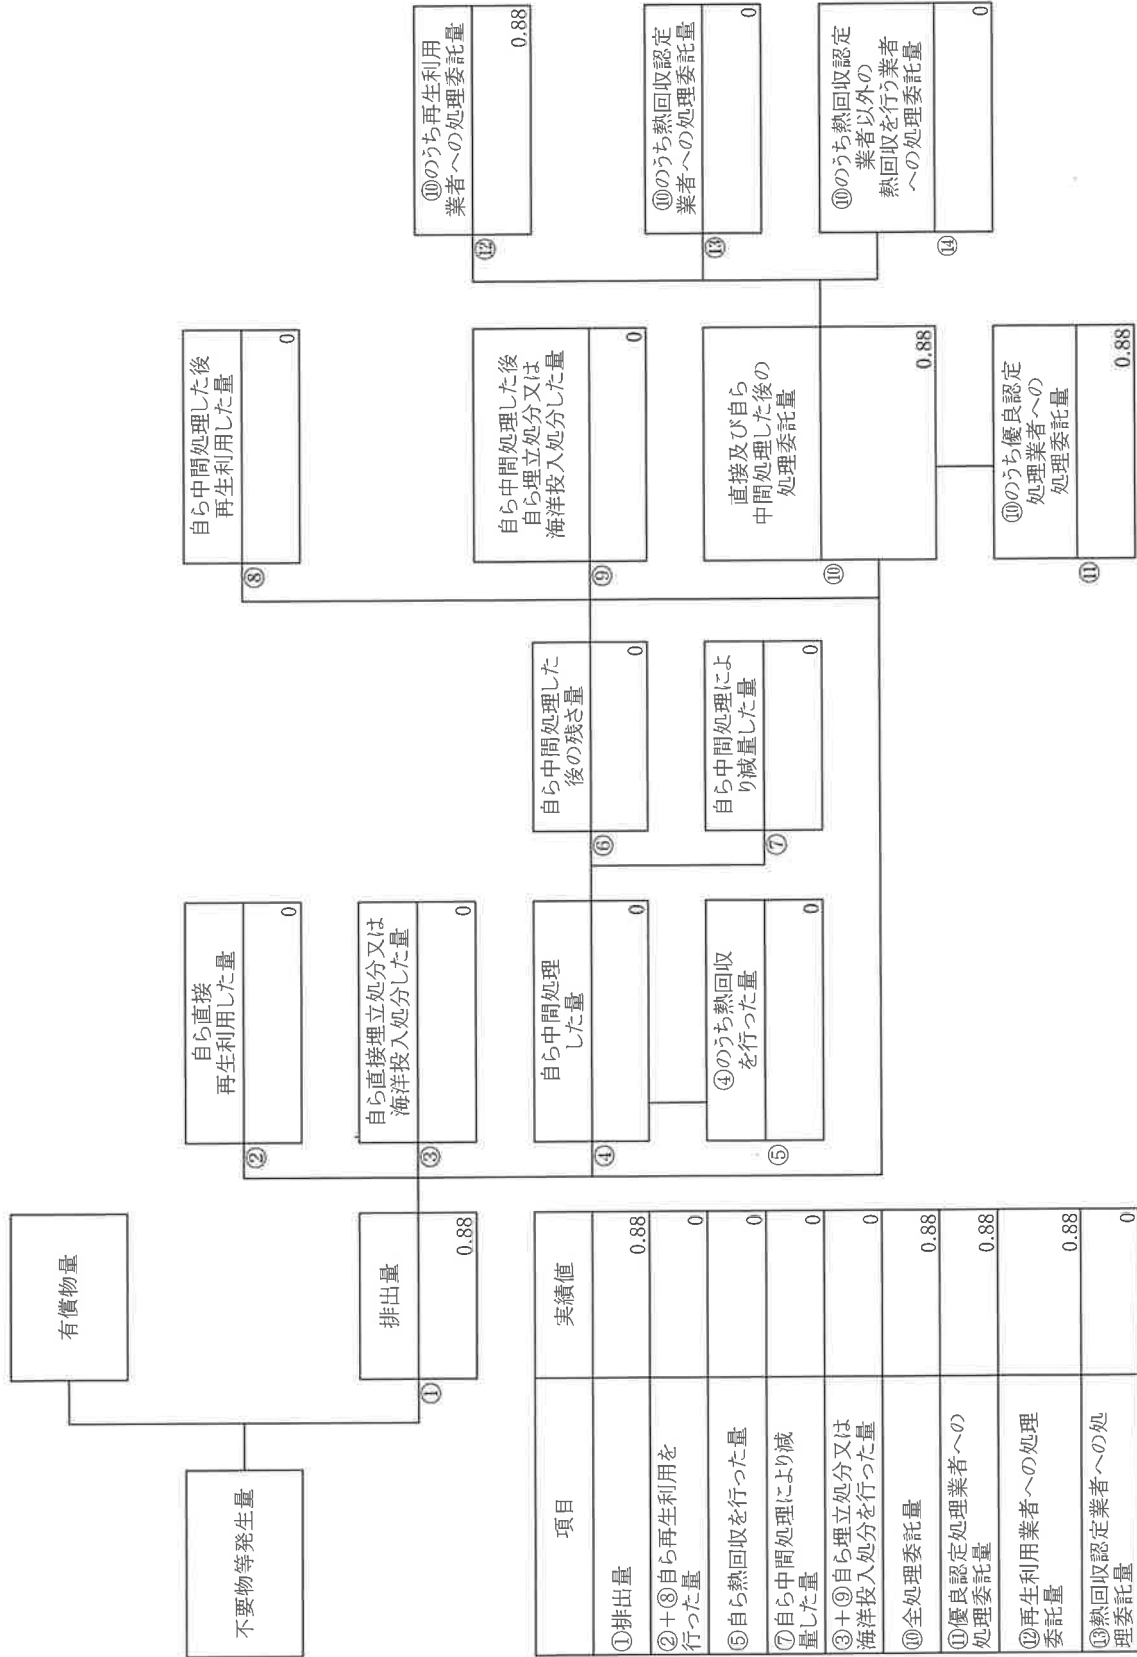 不要物等発生量
有償物量
①
排出量
0.88
②
自ら直接
再生利用した量
0
③
自ら直接埋立処分又は
海洋投入処分した量
0
④
自ら中間処理
した量
0
⑤
④のうち熱回収
を行った量
0
⑥
自ら中間処理した
後の残さ量
0
⑦
自ら中間処理によ
り減量した量
0
⑧
自ら中間処理した後
再生利用した量
0
⑨
自ら中間処理した後
自ら埋立処分又は
海洋投入処分した量
0
⑩
直接及び自ら
中間処理した後の
処理委託量
0.88
⑪
⑩のうち優良認定
処理業者への
処理委託量
0.88
⑫
⑩のうち再生利用
業者への処理委託量
0.88
⑬
⑩のうち熱回収認定
業者への処理委託量
0
⑭
⑩のうち熱回収認定
業者以外の
熱回収を行う業者
への処理委託量
0
項目
実績値
①排出量
0.88
②+⑧自ら再生利用を
行った量
0
⑤自ら熱回収を行った量
0
⑦自ら中間処理により減
量した量
0
③+⑨自ら埋立処分又は
海洋投入処分を行った量
0
⑩全処理委託量
0.88
⑪優良認定処理業者への
処理委託量
0.88
⑫再生利用業者への処理
委託量
0.88
⑬熱回収認定業者への処
理委託量
0